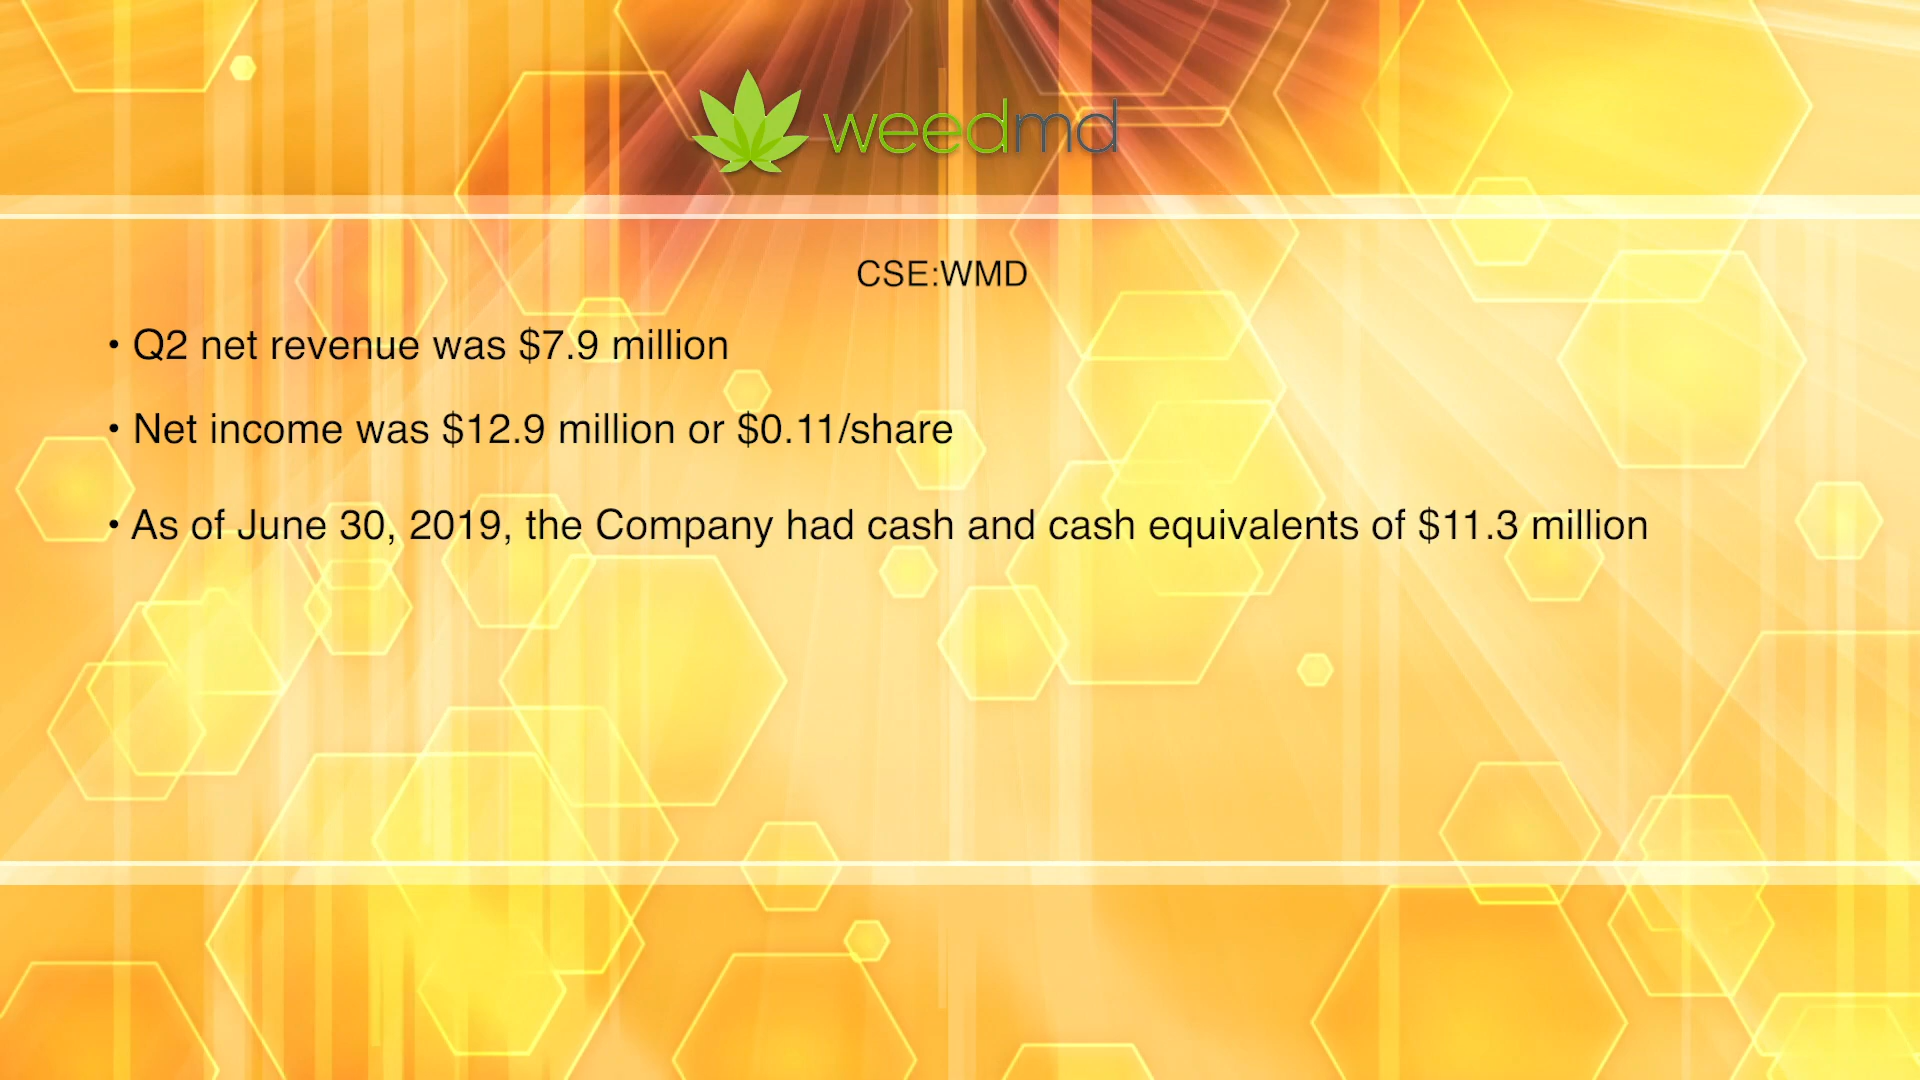 weedmd
CSE:WMD
• Q2 net revenue was $7.9 million
• Net income was $12.9 million or $0.11/share
• As of June 30, 2019, the Company had cash and cash equivalents of $11.3 million